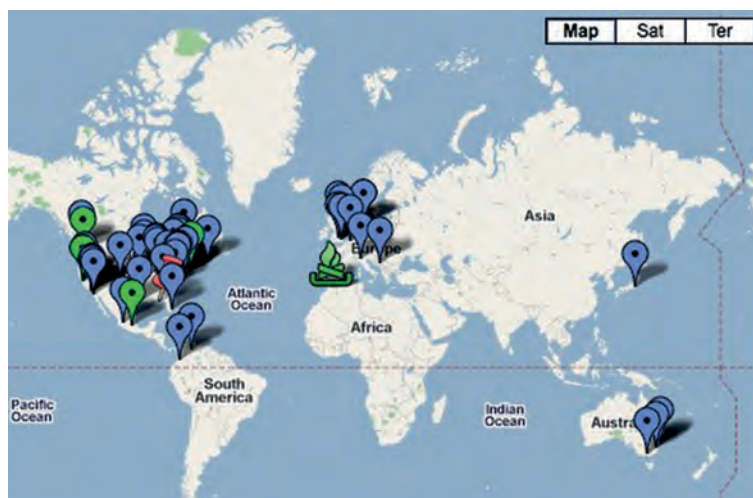 Map Sat Ter
Asia
Europe
Atlantic
Ocean
Africa
South
America
Pacific
Ocean
Indian
Ocean
Austra